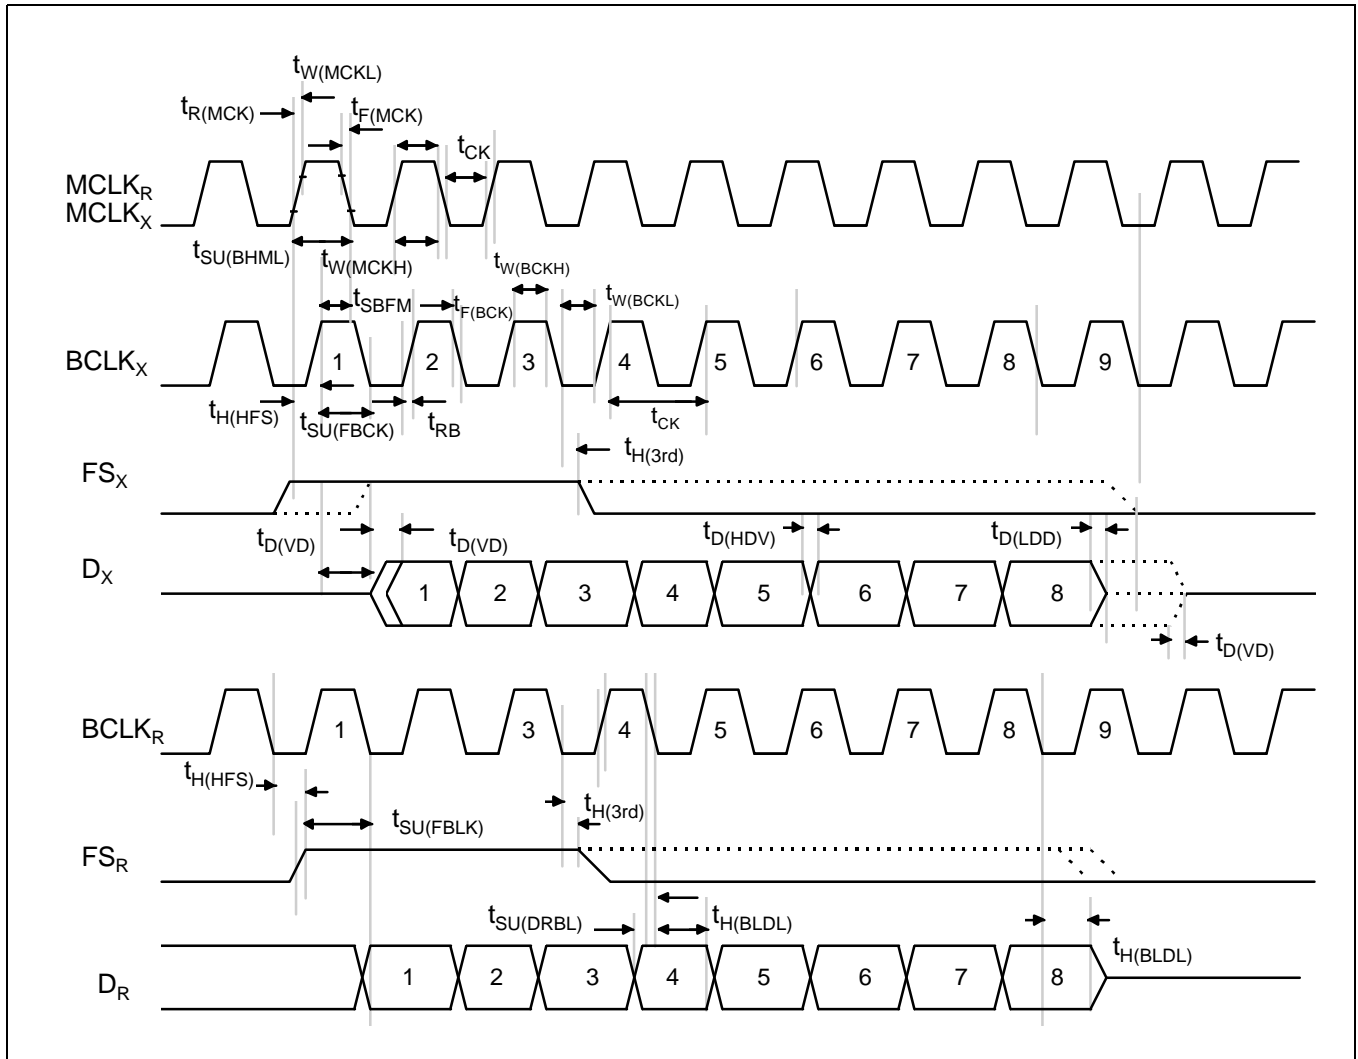 tW(MCKL)
tR(MCK) tF(MCK)
tCK
MCLKR
MCLKX
tSU(BHML) tW(MCKH) tW(BCKH)
tSBFM tF(BCK) tW(BCKL)
BCLKX 1 2 3 4 5 6 7 8 9
tH(HFS) tSU(FBCK) tRB tCK
tH(3rd)
FSX
tD(VD) tD(VD) tD(HDV) tD(LDD)
DX 1 2 3 4 5 6 7 8
tD(VD)
BCLKR 1 3 4 5 6 7 8 9
tH(HFS)
tSU(FBLK) tH(3rd)
FSR
tSU(DRBL) tH(BLDL)
tH(BLDL)
DR 1 2 3 4 5 6 7 8